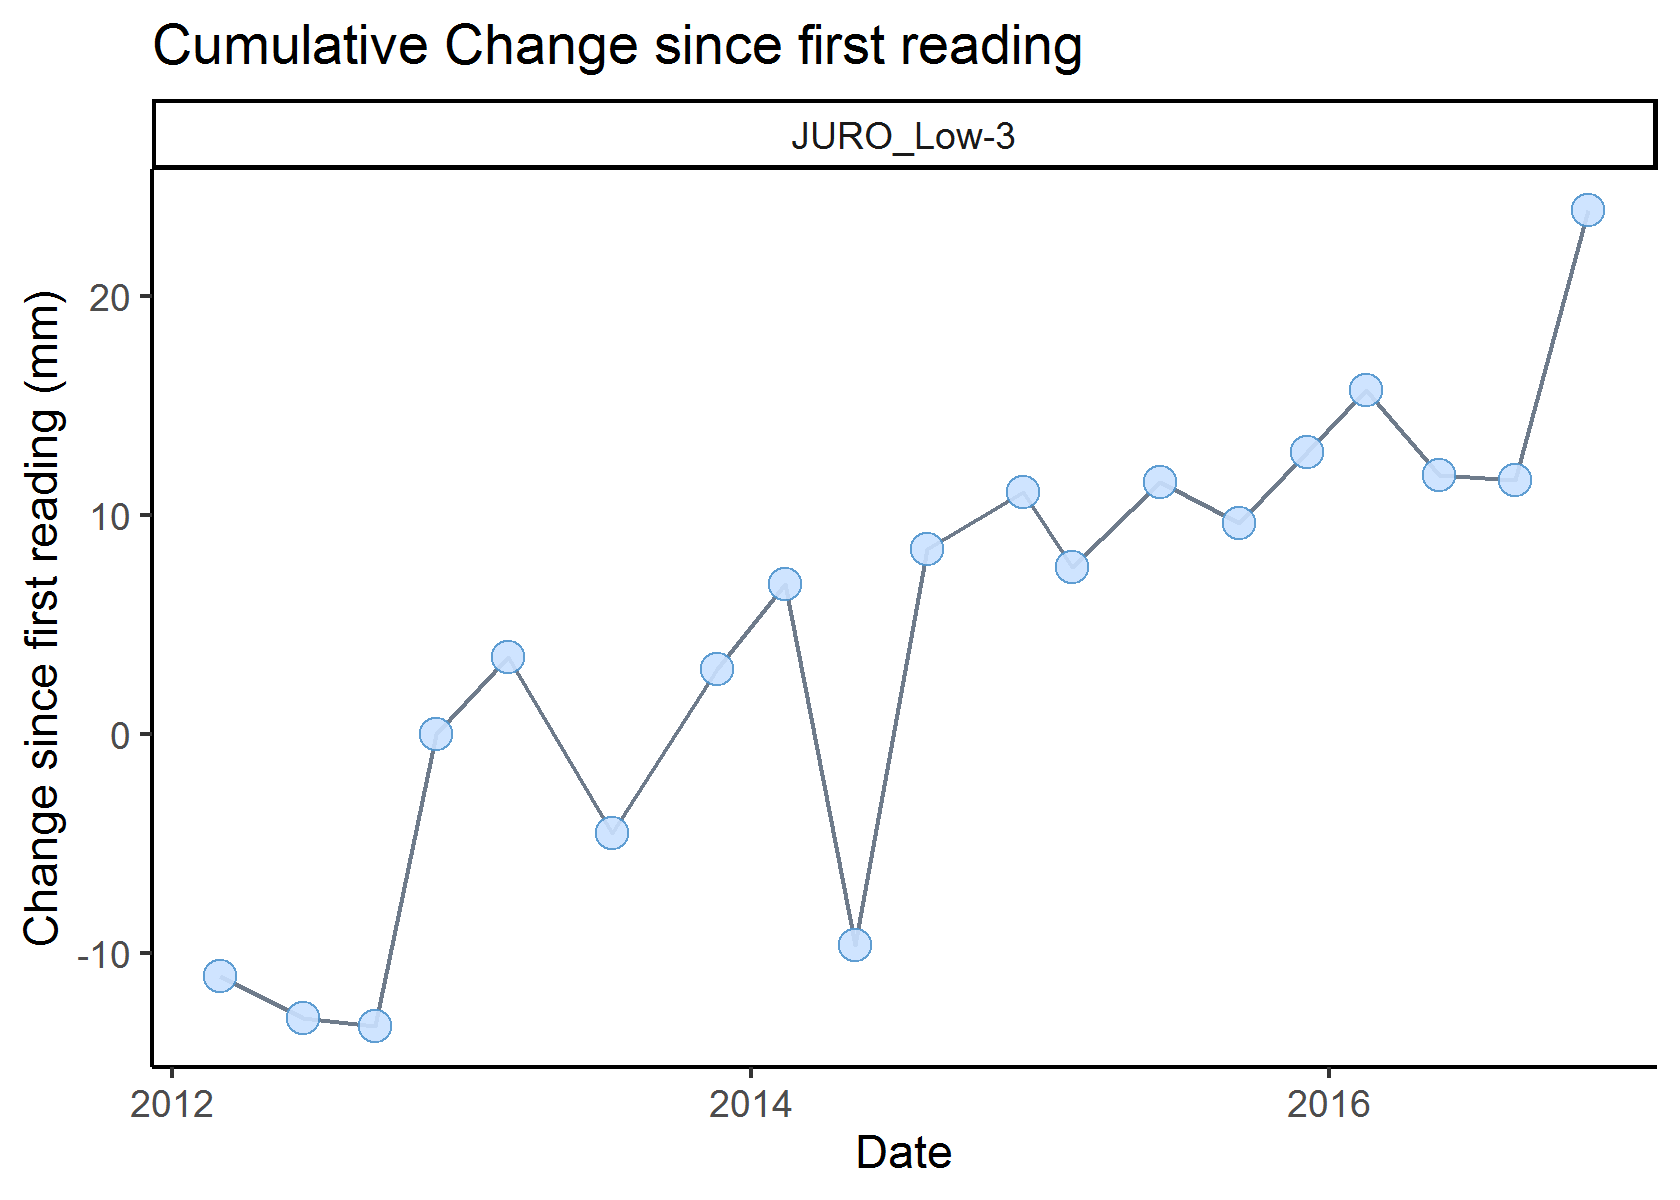 Cumulative Change since first reading
JURO_Low-3
Change since first reading (mm)
20
10
0
-10
2012
2014
2016
Date